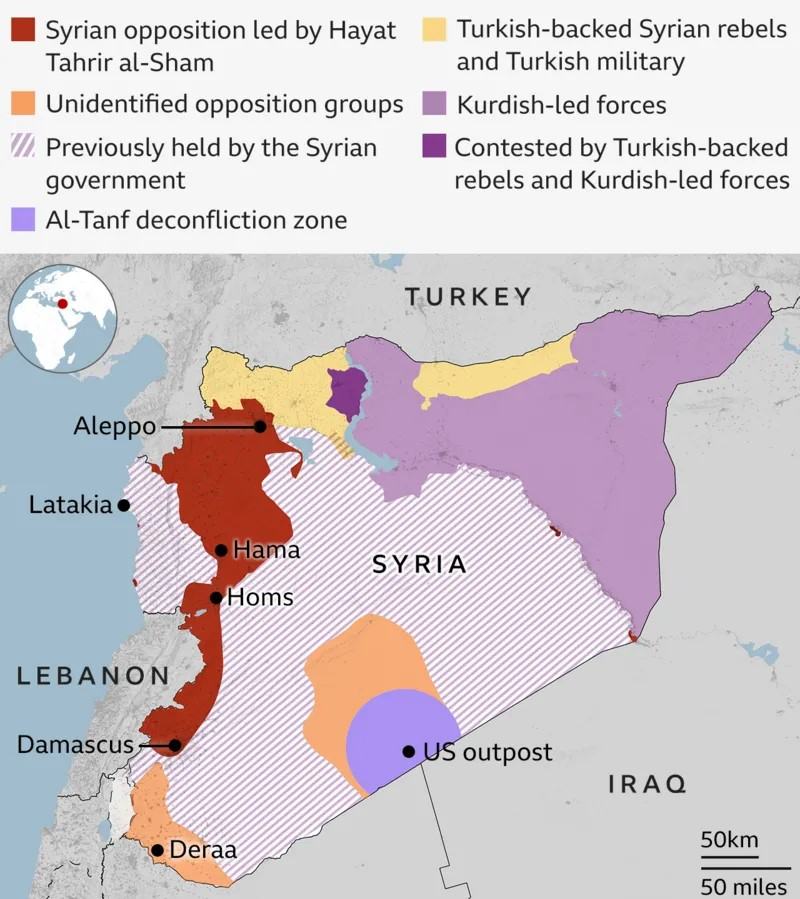 Syrian opposition led by Hayat
Tahrir al-Sham
Unidentified opposition groups
Previously held by the Syrian
government
Al-Tanf deconfliction zone
Turkish-backed Syrian rebels
and Turkish military
Kurdish-led forces
Contested by Turkish-backed
rebels and Kurdish-led forces
TURKEY
Aleppo
Latakia
Hama
SYRIA
Homs
LEBANON
Damascus
US outpost
IRAQ
Deraa
50km
50 miles